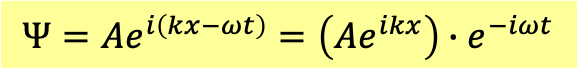 Ψ = Ae^{i(kx−ωt)} = (Ae^{ikx}) · e^{−iωt}